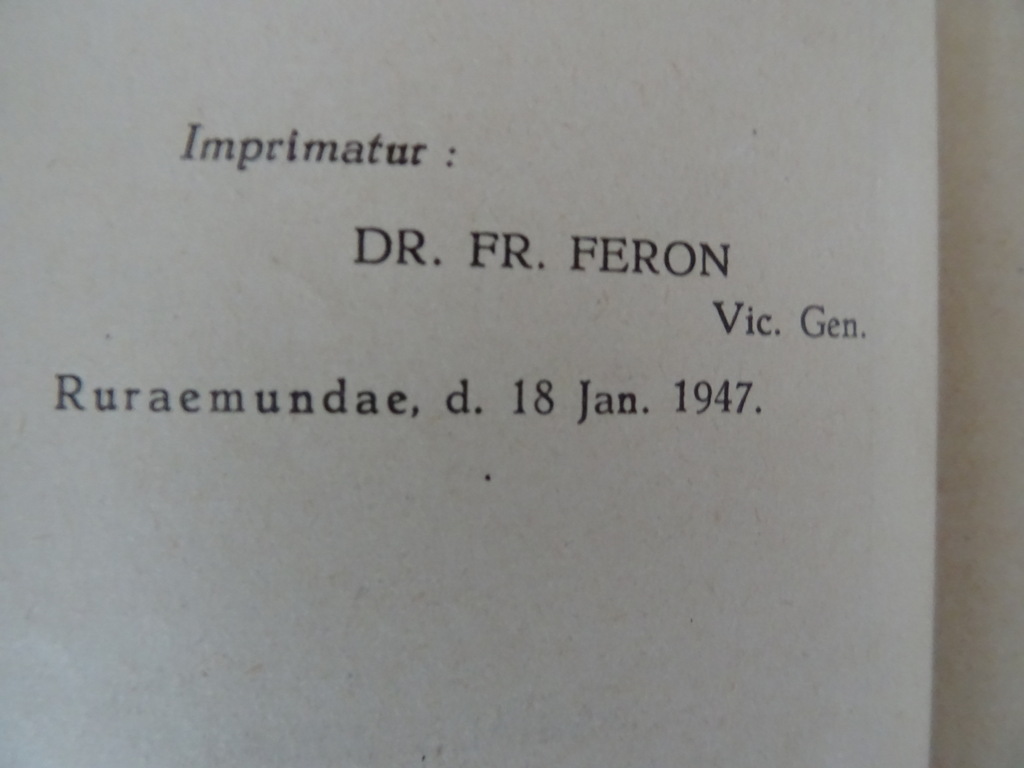 Imprimatur :
DR. FR. FERON
Vic. Gen.
Ruraemundae, d. 18 Jan. 1947.